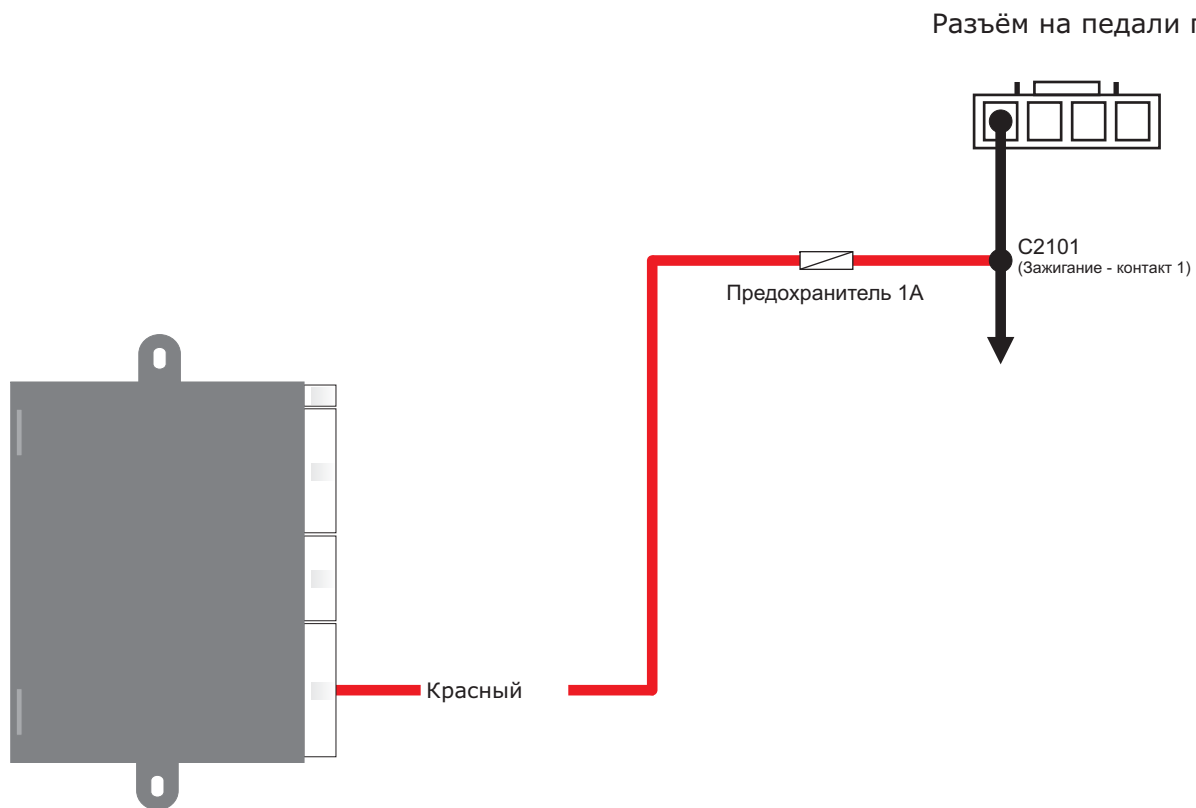 Разъём на педали
C2101
(Зажигание - контакт 1)
Предохранитель 1А
Красный